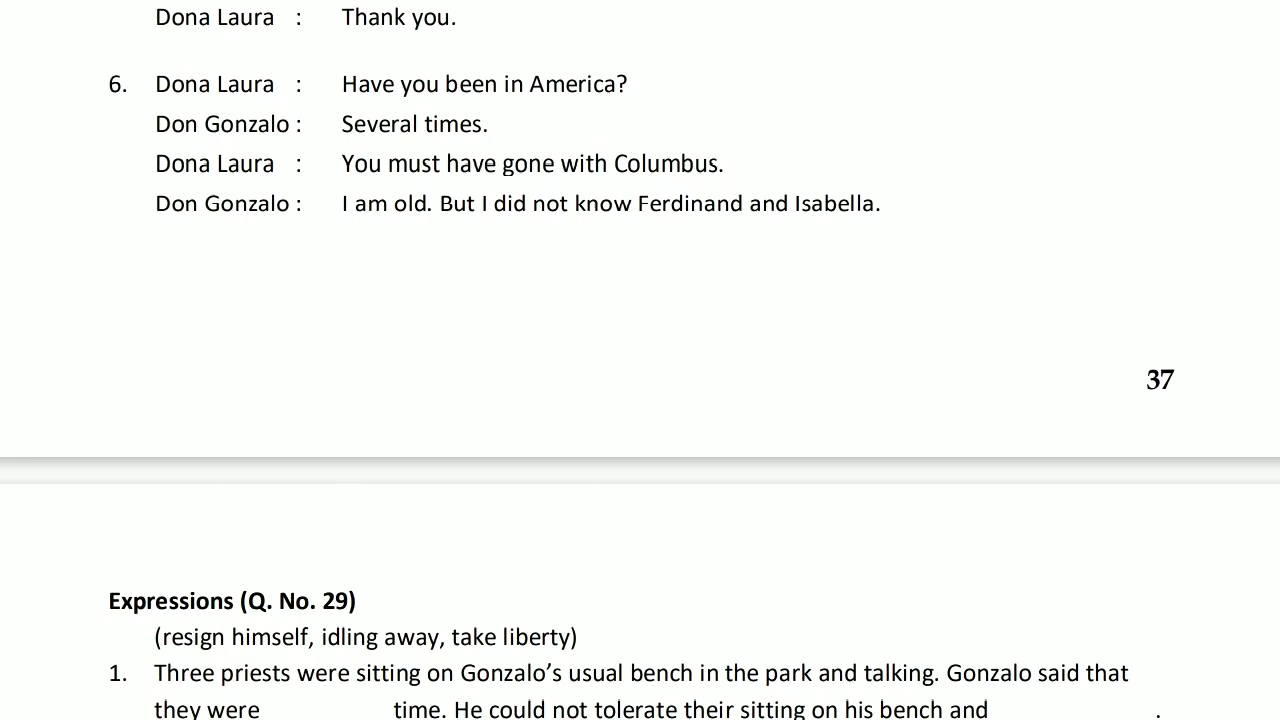 Dona Laura : Thank you.
6. Dona Laura : Have you been in America?
Don Gonzalo : Several times.
Dona Laura : You must have gone with Columbus.
Don Gonzalo : I am old. But I did not know Ferdinand and Isabella.
37
Expressions (Q. No. 29)
(resign himself, idling away, take liberty)
1. Three priests were sitting on Gonzalo’s usual bench in the park and talking. Gonzalo said that
they were time. He could not tolerate their sitting on his bench and .